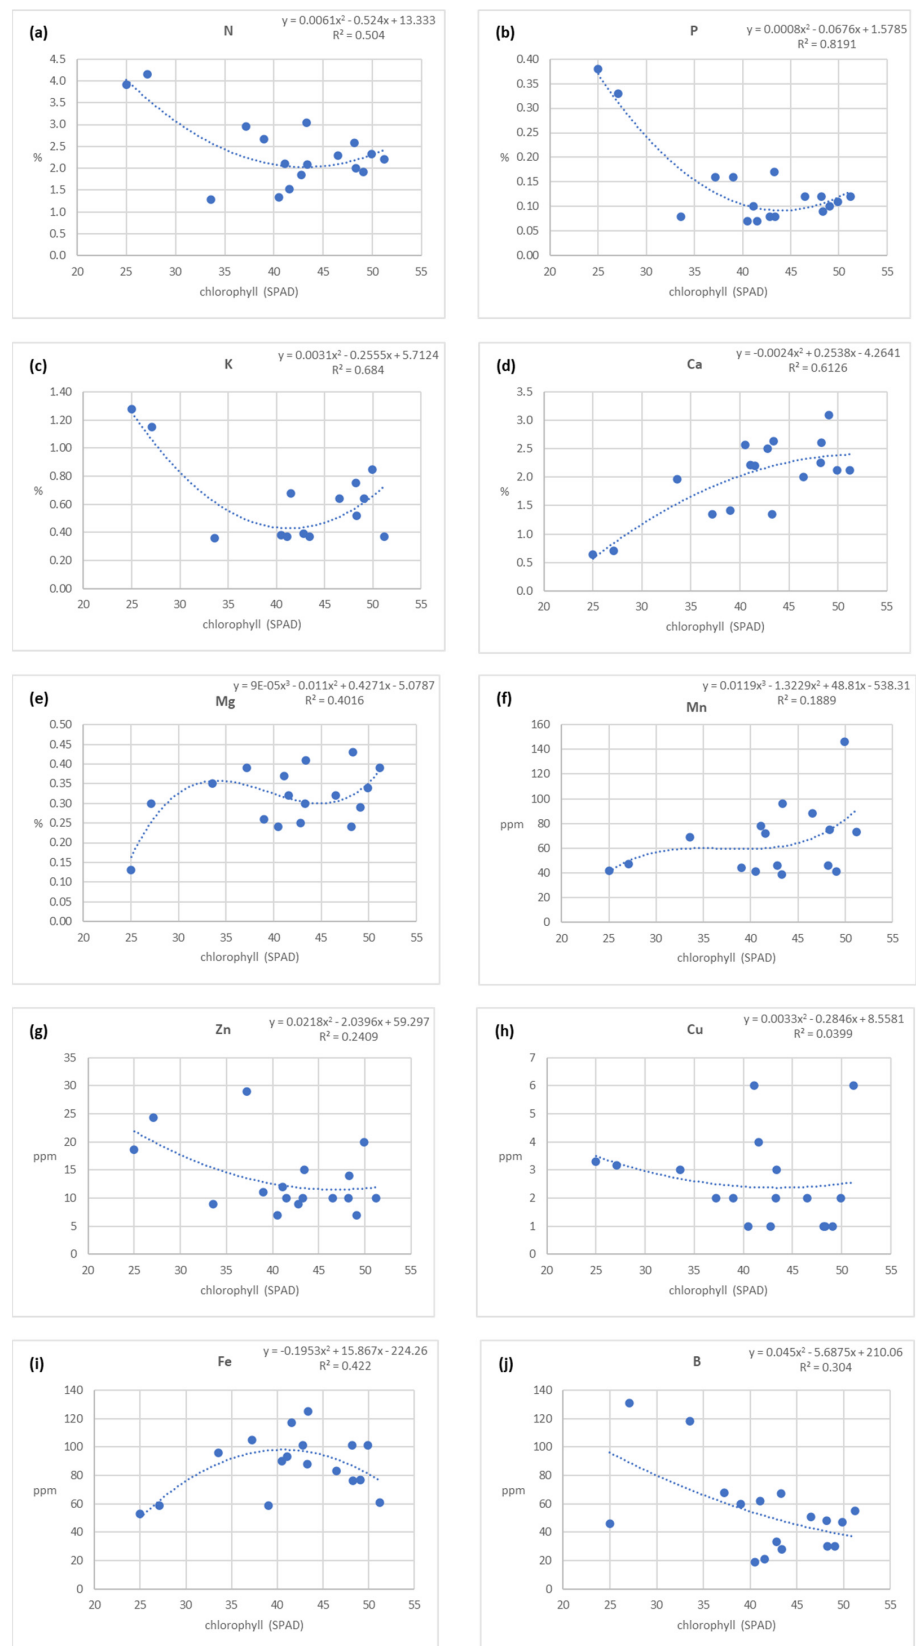 (a)
N
y = 0.0061x² - 0.524x + 13.333
R² = 0.504
4.5
4.0
3.5
3.0
2.5
2.0
1.5
1.0
0.5
0.0
%
20 25 30 35 40 45 50 55
chlorophyll (SPAD)
(b)
P
y = 0.0008x² - 0.0676x + 1.5785
R² = 0.8191
0.40
0.35
0.30
0.25
0.20
0.15
0.10
0.05
0.00
%
20 25 30 35 40 45 50 55
chlorophyll (SPAD)
(c)
K
y = 0.0031x² - 0.2555x + 5.7124
R² = 0.684
1.40
1.20
1.00
0.80
0.60
0.40
0.20
0.00
%
20 25 30 35 40 45 50 55
chlorophyll (SPAD)
(d)
Ca
y = -0.0024x² + 0.2538x - 4.2641
R² = 0.6126
3.5
3.0
2.5
2.0
1.5
1.0
0.5
0.0
%
20 25 30 35 40 45 50 55
chlorophyll (SPAD)
(e)
Mg
y = 9E-05x³ - 0.011x² + 0.4271x - 5.0787
R² = 0.4016
0.50
0.45
0.40
0.35
0.30
0.25
0.20
0.15
0.10
0.05
0.00
%
20 25 30 35 40 45 50 55
chlorophyll (SPAD)
(f)
Mn
y = 0.0119x³ - 1.3229x² + 48.81x - 538.31
R² = 0.1889
160
140
120
100
80
60
40
20
0
ppm
20 25 30 35 40 45 50 55
chlorophyll (SPAD)
(g)
Zn
y = 0.0218x² - 2.0396x + 59.297
R² = 0.2409
35
30
25
20
15
10
5
0
ppm
20 25 30 35 40 45 50 55
chlorophyll (SPAD)
(h)
Cu
y = 0.0033x² - 0.2846x + 8.5581
R² = 0.0399
7
6
5
4
3
2
1
0
ppm
20 25 30 35 40 45 50 55
chlorophyll (SPAD)
(i)
Fe
y = -0.1953x² + 15.867x - 224.26
R² = 0.422
140
120
100
80
60
40
20
0
ppm
20 25 30 35 40 45 50 55
chlorophyll (SPAD)
(j)
B
y = 0.045x² - 5.6875x + 210.06
R² = 0.304
140
120
100
80
60
40
20
0
ppm
20 25 30 35 40 45 50 55
chlorophyll (SPAD)